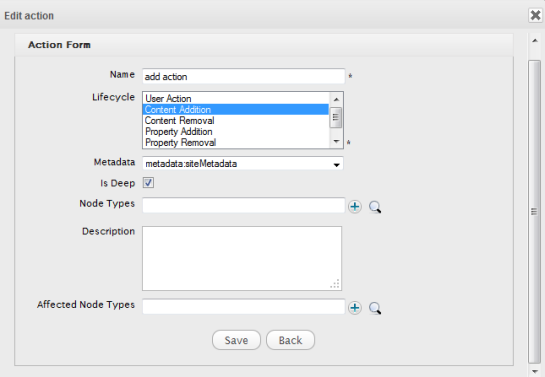 Edit action
Action Form
Name add action *
Lifecycle User Action
Content Addition
Content Removal
Property Addition
Property Removal *
Metadata metadata:siteMetadata
Is Deep
Node Types
Description
Affected Node Types
Save Back